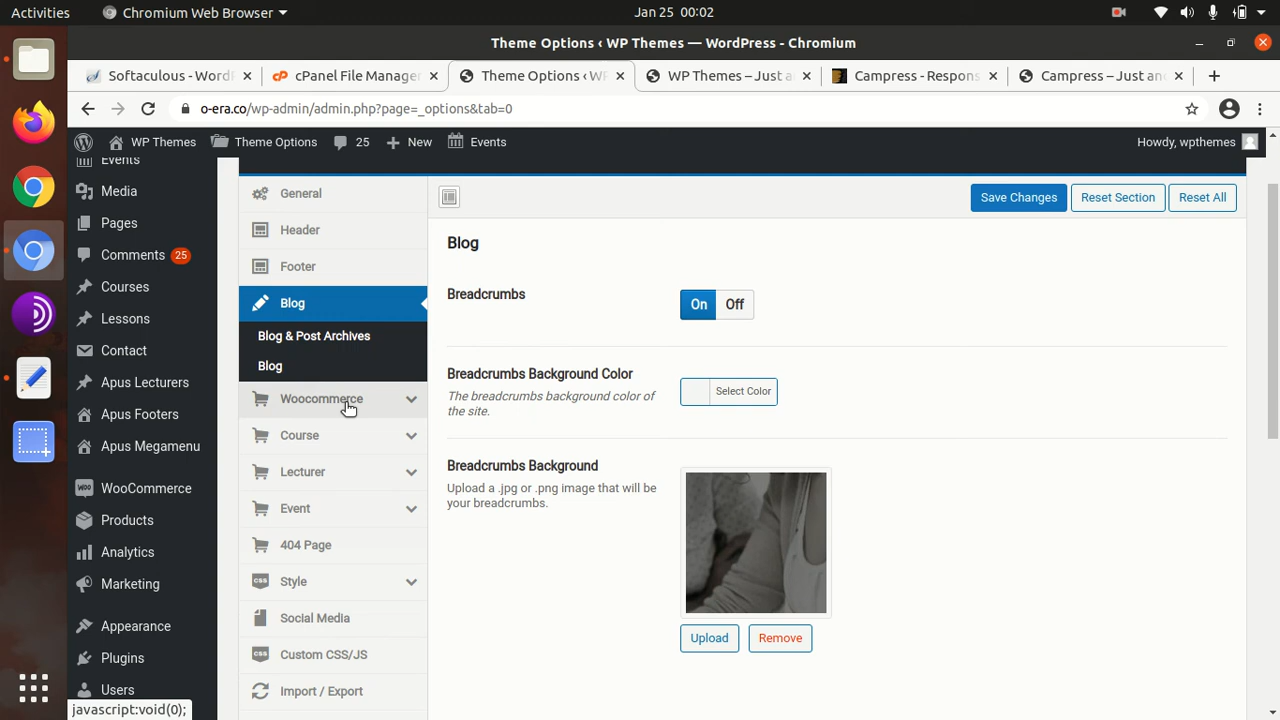 Activities
Chromium Web Browser
Jan 25 00:02
Theme Options ‹ WP Themes — WordPress - Chromium
Softaculous - WordP
cPanel File Manager
Theme Options ‹ WP
WP Themes – Just a
Campress - Respons
Campress – Just an
o-era.co/wp-admin/admin.php?page=_options&tab=0
WP Themes
Theme Options
25
New
Events
Howdy, wpthemes
Events
Media
Pages
Comments 25
Courses
Lessons
Contact
Apus Lecturers
Apus Footers
Apus Megamenu
WooCommerce
Products
Analytics
Marketing
Appearance
Plugins
Users
javascript:void(0);
General
Header
Footer
Blog
Blog & Post Archives
Blog
Woocommerce
Course
Lecturer
Event
404 Page
Style
Social Media
Custom CSS/JS
Import / Export
Save Changes
Reset Section
Reset All
Blog
Breadcrumbs
On
Off
Breadcrumbs Background Color
The breadcrumbs background color of
the site.
Select Color
Breadcrumbs Background
Upload a .jpg or .png image that will be
your breadcrumbs.
Upload
Remove